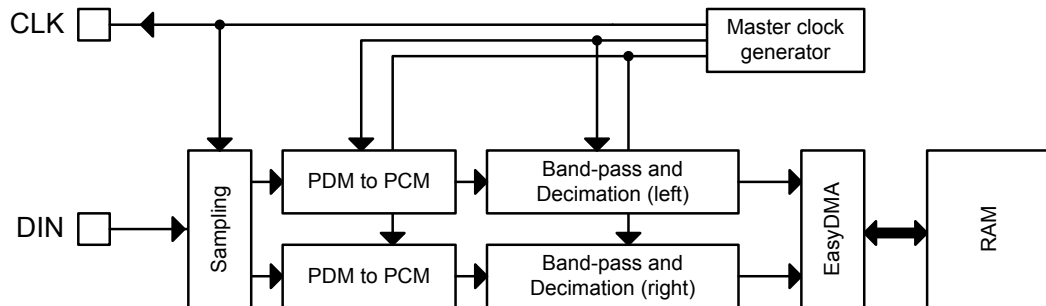 CLK
Master clock
generator
DIN
Sampling
PDM to PCM
Band-pass and
Decimation (left)
PDM to PCM
Band-pass and
Decimation (right)
EasyDMA
RAM